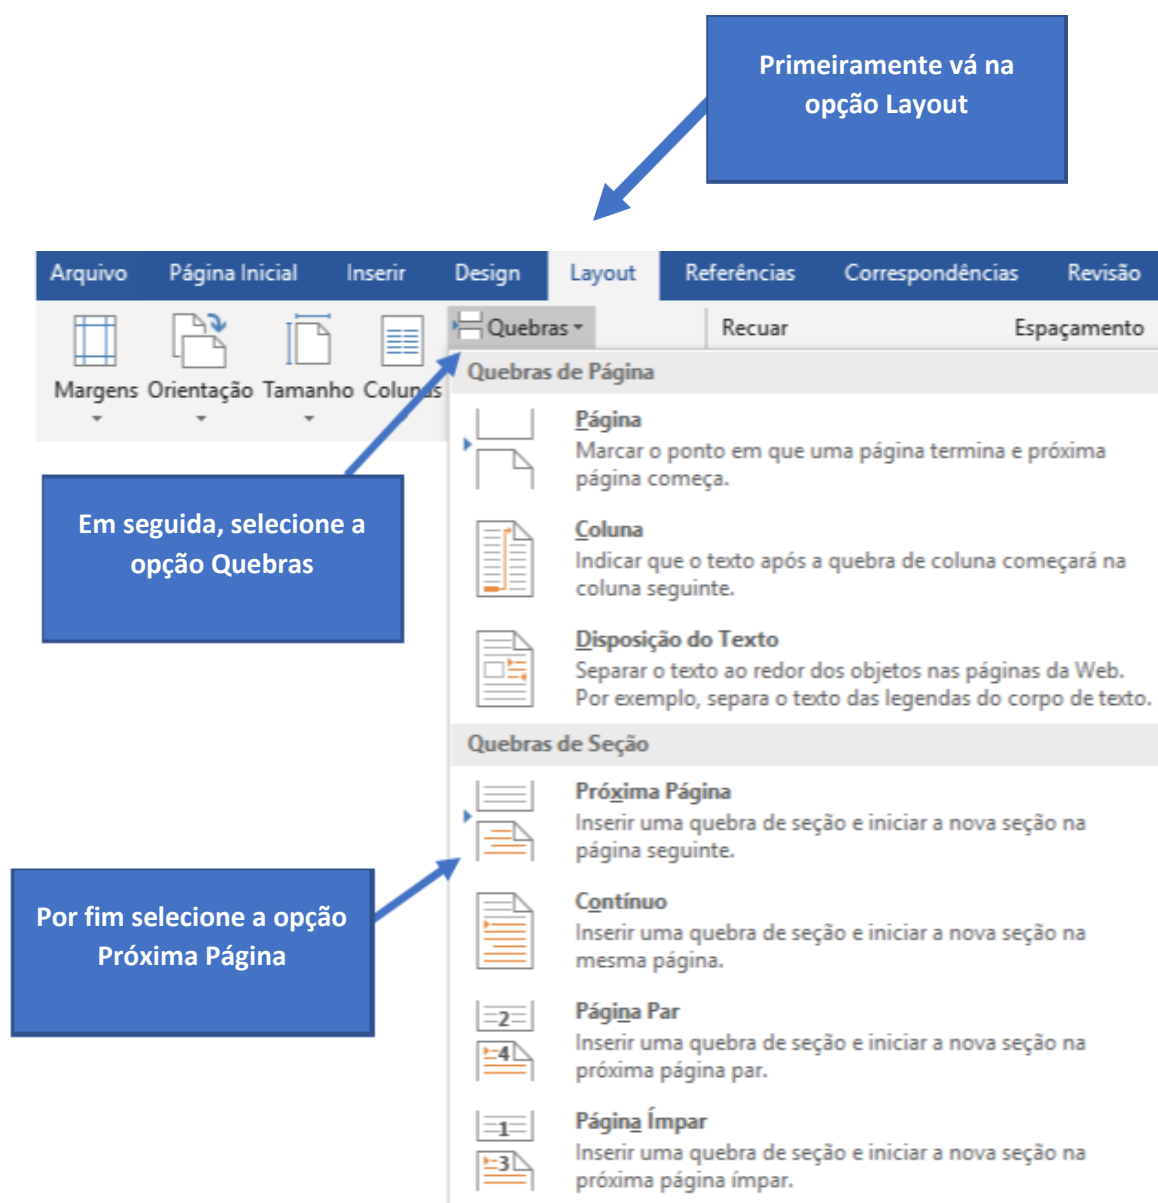 Primeiramente vá na
opção Layout
Arquivo Página Inicial Inserir Design Layout Referências Correspondências Revisão
Quebras Recuar Espaçamento
Margens Orientação Tamanho Colunas
Quebras de Página
Página
Marcar o ponto em que uma página termina e próxima
página começa.
Em seguida, selecione a
opção Quebras
Coluna
Indicar que o texto após a quebra de coluna começará na
coluna seguinte.
Disposição do Texto
Separar o texto ao redor dos objetos nas páginas da Web.
Por exemplo, separa o texto das legendas do corpo de texto.
Quebras de Seção
Próxima Página
Inserir uma quebra de seção e iniciar a nova seção na
página seguinte.
Por fim selecione a opção
Próxima Página
Contínuo
Inserir uma quebra de seção e iniciar a nova seção na
mesma página.
2
4
Página Par
Inserir uma quebra de seção e iniciar a nova seção na
próxima página par.
1
3
Página Ímpar
Inserir uma quebra de seção e iniciar a nova seção na
próxima página ímpar.